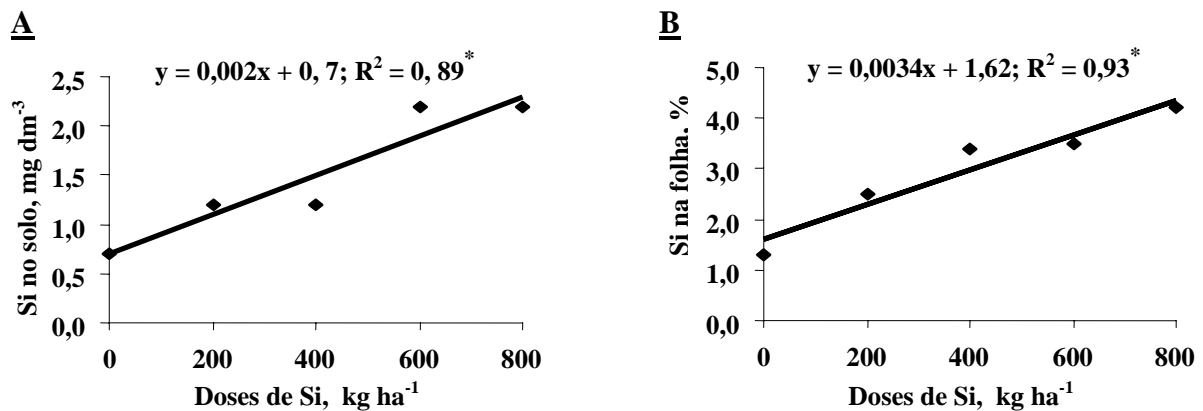 A
y = 0,002x + 0, 7; R² = 0, 89*
Si no solo, mg dm⁻³
2,5
2,0
1,5
1,0
0,5
0,0
0 200 400 600 800
Doses de Si, kg ha⁻¹
B
y = 0,0034x + 1,62; R² = 0,93*
Si na folha. %
5,0
4,0
3,0
2,0
1,0
0,0
0 200 400 600 800
Doses de Si, kg ha⁻¹